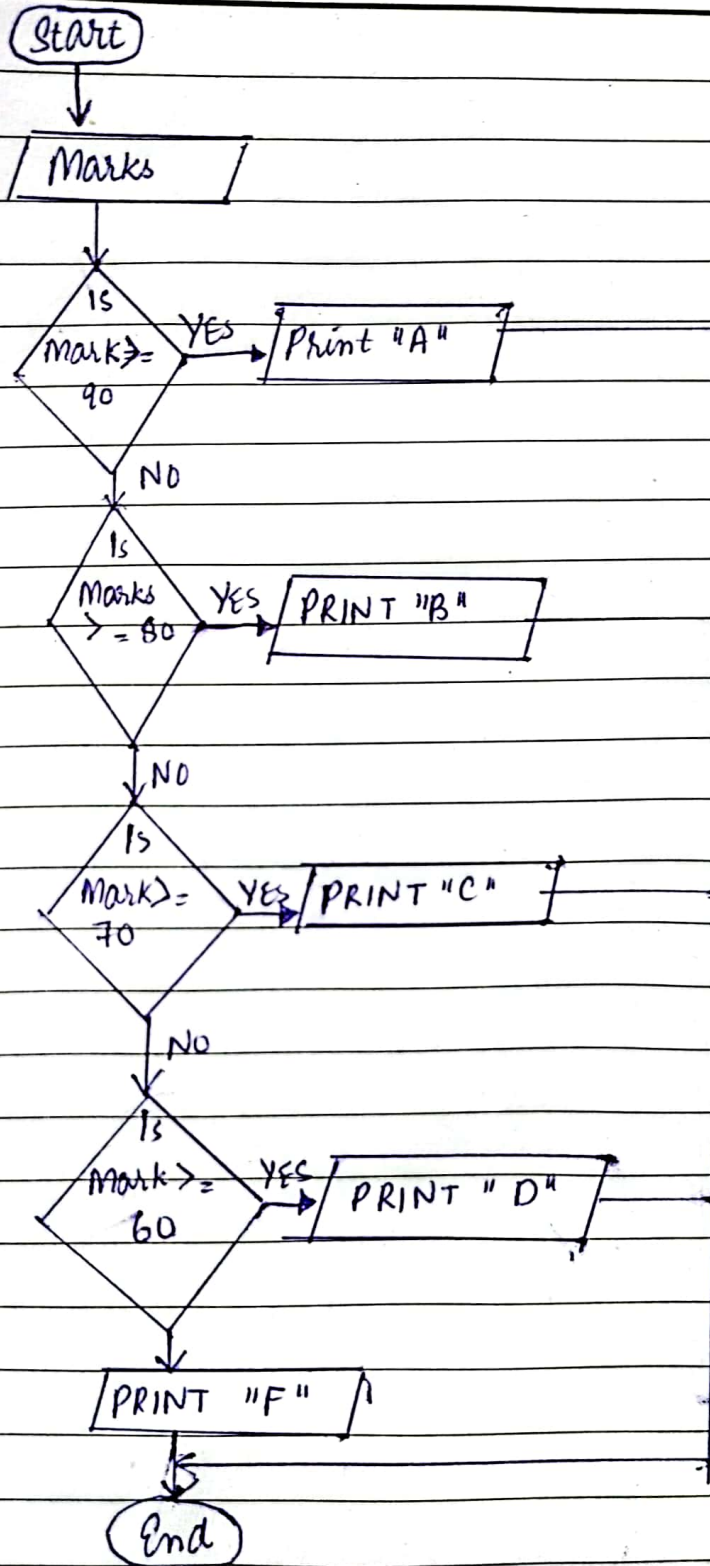 Start
Marks
Is
Mark>=
90
YES
Print "A"
NO
Is
Marks
>=80
YES
PRINT "B"
NO
Is
Mark>=
70
YES
PRINT "C"
NO
Is
Mark>=
60
YES
PRINT "D"
PRINT "F"
End